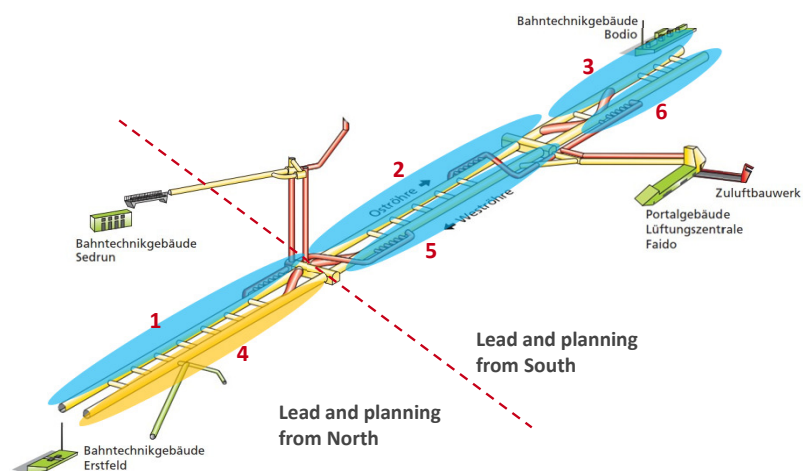 Bahntechnikgebäude
Bodio
3
6
2
Oströhre
Weströhre
5
Zuluftbauwerk
Portalgebäude
Lüftungszentrale
Faido
Bahntechnikgebäude
Sedrun
1
4
Lead and planning
from South
Lead and planning
from North
Bahntechnikgebäude
Erstfeld